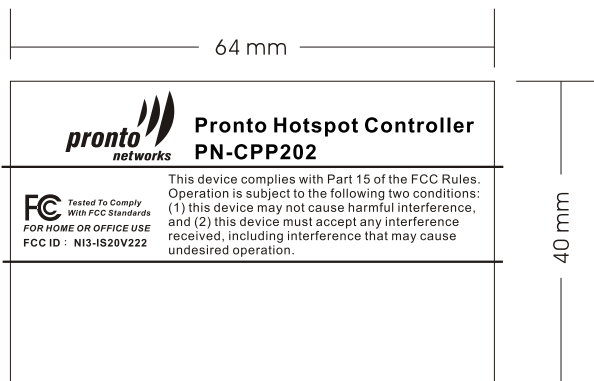 64 mm
pronto
networks
Pronto Hotspot Controller
PN-CPP202
FC
Tested To Comply
With FCC Standards
FOR HOME OR OFFICE USE
FCC ID : NI3-IS20V222
This device complies with Part 15 of the FCC Rules.
Operation is subject to the following two conditions:
(1) this device may not cause harmful interference,
and (2) this device must accept any interference
received, including interference that may cause
undesired operation.
40 mm